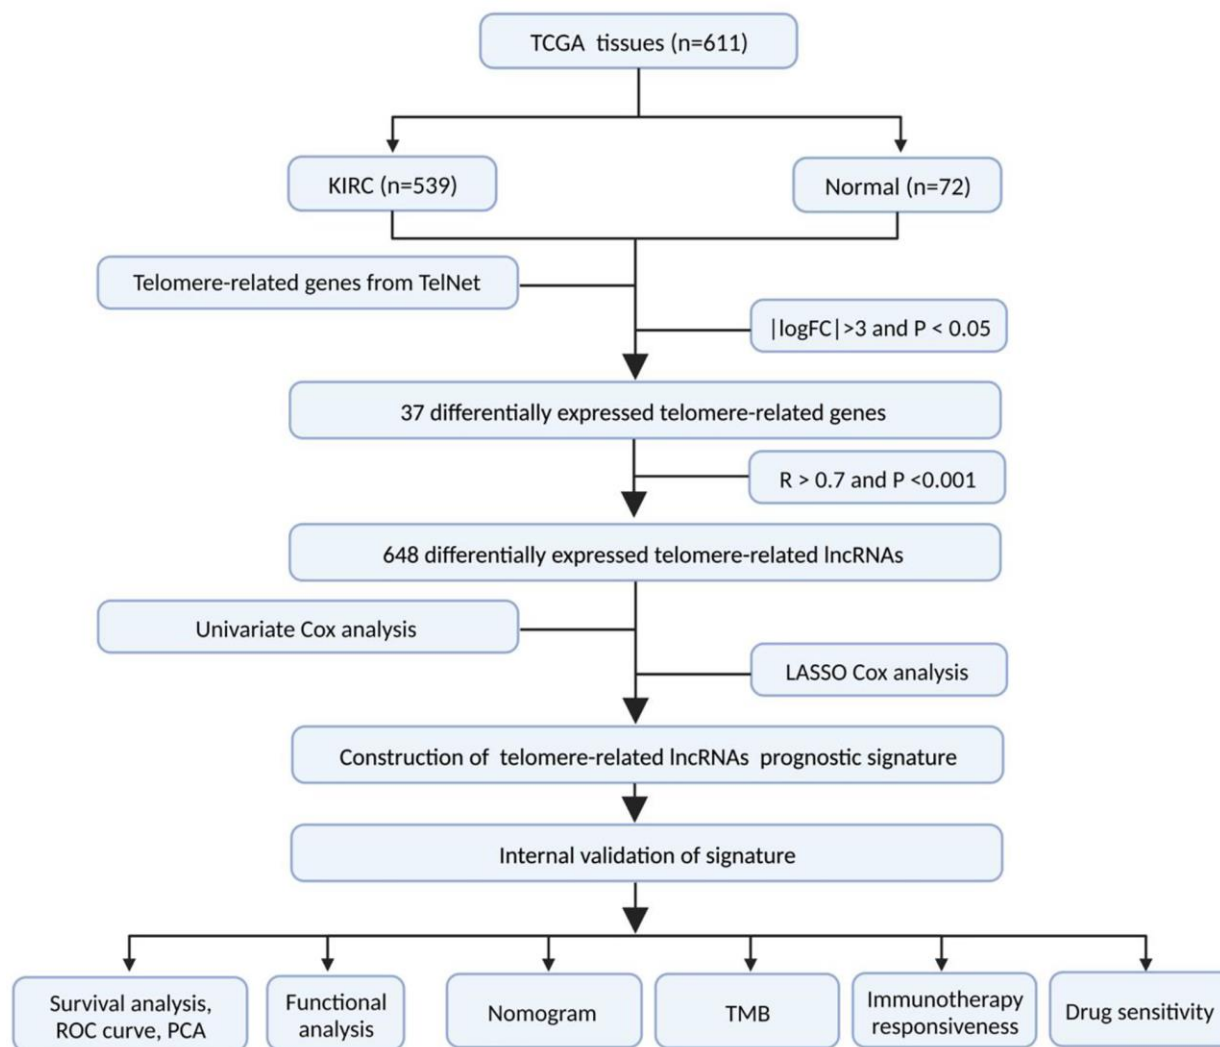 TCGA tissues (n=611)
KIRC (n=539)
Normal (n=72)
Telomere-related genes from TelNet
|logFC|>3 and P < 0.05
37 differentially expressed telomere-related genes
R > 0.7 and P <0.001
648 differentially expressed telomere-related lncRNAs
Univariate Cox analysis
LASSO Cox analysis
Construction of telomere-related lncRNAs prognostic signature
Internal validation of signature
Survival analysis,
ROC curve, PCA
Functional
analysis
Nomogram
TMB
Immunotherapy
responsiveness
Drug sensitivity